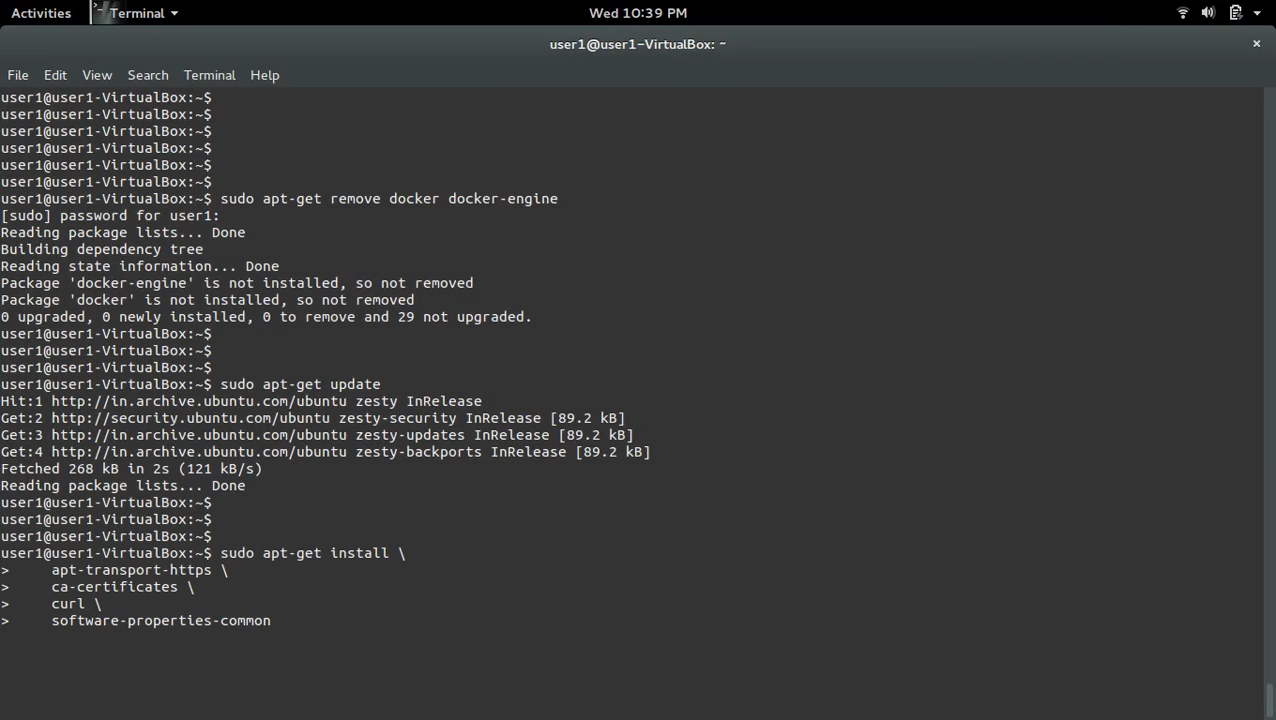 Activities
Terminal
Wed 10:39 PM
user1@user1-VirtualBox: ~
File Edit View Search Terminal Help
user1@user1-VirtualBox:~$
user1@user1-VirtualBox:~$
user1@user1-VirtualBox:~$
user1@user1-VirtualBox:~$
user1@user1-VirtualBox:~$
user1@user1-VirtualBox:~$
user1@user1-VirtualBox:~$ sudo apt-get remove docker docker-engine
[sudo] password for user1:
Reading package lists... Done
Building dependency tree
Reading state information... Done
Package 'docker-engine' is not installed, so not removed
Package 'docker' is not installed, so not removed
0 upgraded, 0 newly installed, 0 to remove and 29 not upgraded.
user1@user1-VirtualBox:~$
user1@user1-VirtualBox:~$
user1@user1-VirtualBox:~$
user1@user1-VirtualBox:~$ sudo apt-get update
Hit:1 http://in.archive.ubuntu.com/ubuntu zesty InRelease
Get:2 http://security.ubuntu.com/ubuntu zesty-security InRelease [89.2 kB]
Get:3 http://in.archive.ubuntu.com/ubuntu zesty-updates InRelease [89.2 kB]
Get:4 http://in.archive.ubuntu.com/ubuntu zesty-backports InRelease [89.2 kB]
Fetched 268 kB in 2s (121 kB/s)
Reading package lists... Done
user1@user1-VirtualBox:~$
user1@user1-VirtualBox:~$
user1@user1-VirtualBox:~$
user1@user1-VirtualBox:~$ sudo apt-get install \
>     apt-transport-https \
>     ca-certificates \
>     curl \
>     software-properties-common